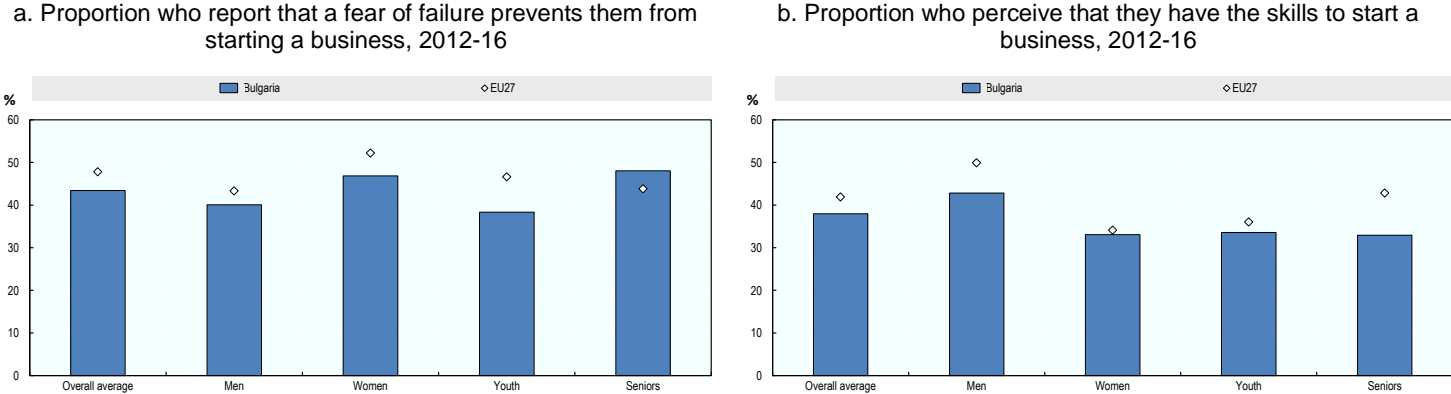 a. Proportion who report that a fear of failure prevents them from
starting a business, 2012-16
Bulgaria
EU27
%
60
50
40
30
20
10
0
Overall average
Men
Women
Youth
Seniors
b. Proportion who perceive that they have the skills to start a
business, 2012-16
Bulgaria
EU27
%
60
50
40
30
20
10
0
Overall average
Men
Women
Youth
Seniors